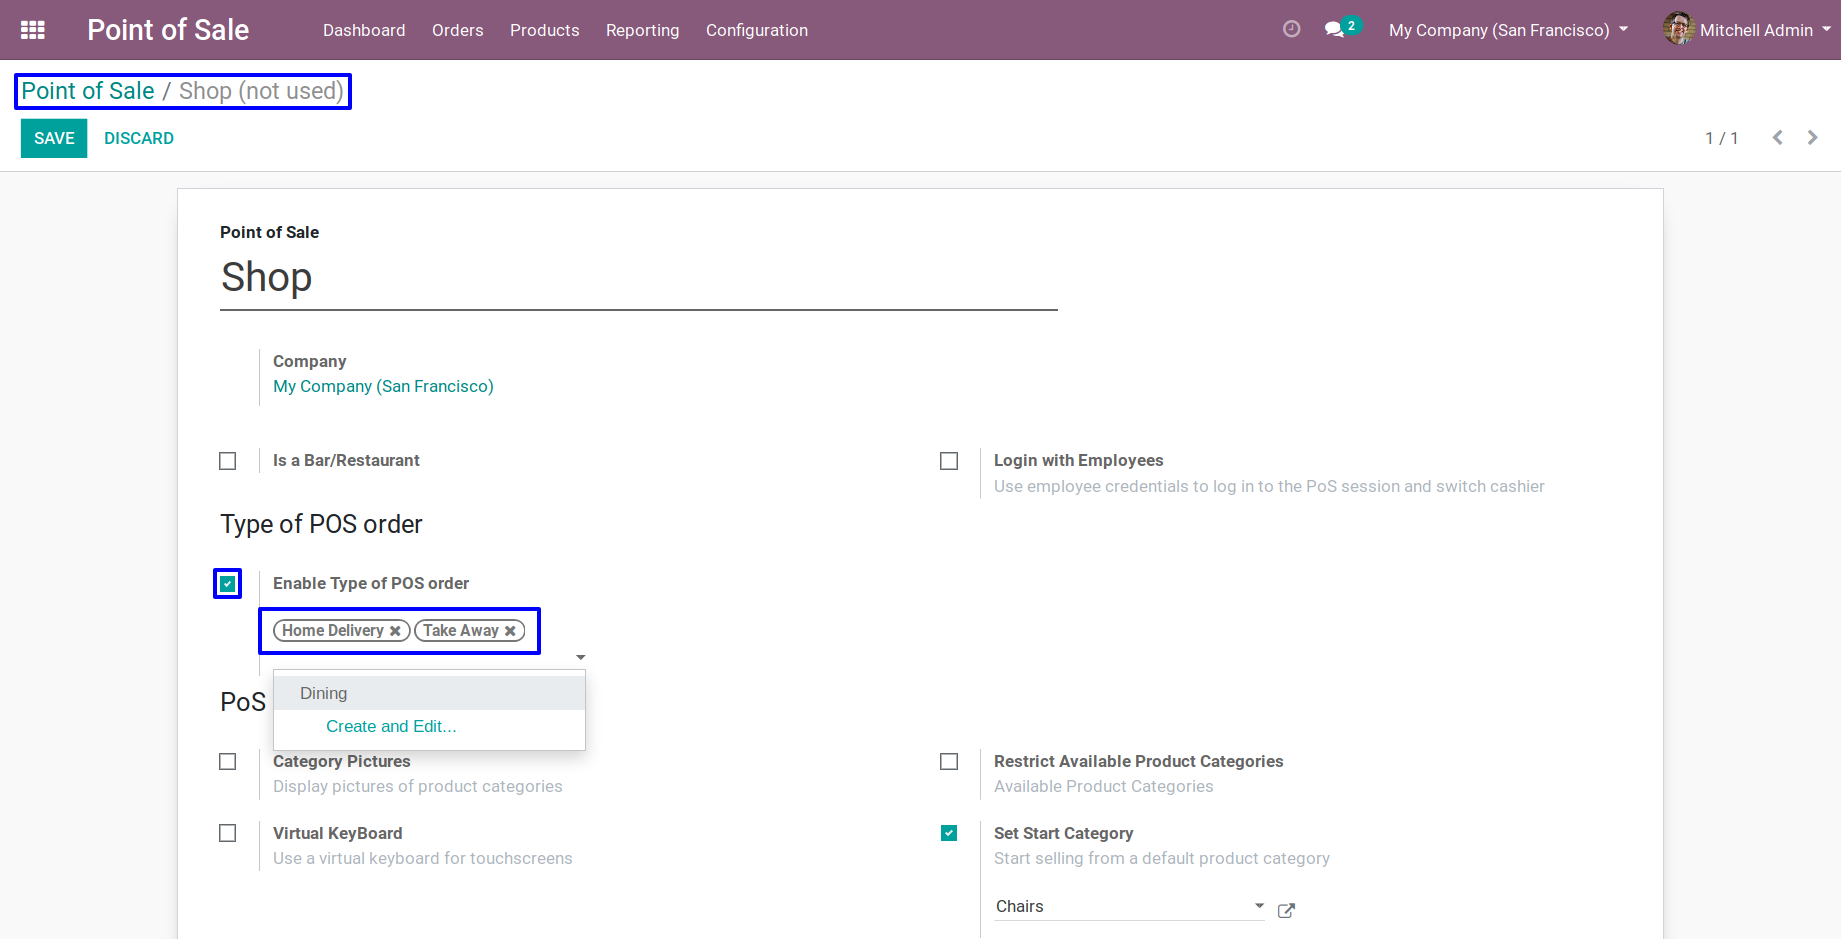 Point of Sale Dashboard Orders Products Reporting Configuration 2 My Company (San Francisco) Mitchell Admin
Point of Sale / Shop (not used)
SAVE DISCARD 1 / 1
Point of Sale
Shop
Company
My Company (San Francisco)
Is a Bar/Restaurant
Login with Employees
Use employee credentials to log in to the PoS session and switch cashier
Type of POS order
Enable Type of POS order
Home Delivery ✖ Take Away ✖
Dining
Create and Edit...
PoS
Category Pictures
Display pictures of product categories
Restrict Available Product Categories
Available Product Categories
Virtual KeyBoard
Use a virtual keyboard for touchscreens
Set Start Category
Start selling from a default product category
Chairs